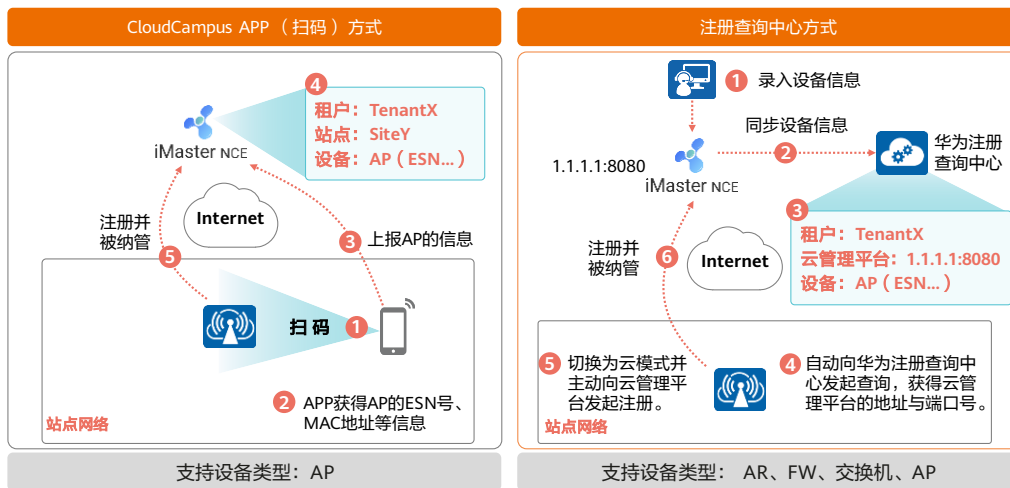 CloudCampus APP （扫码）方式
4
租户：TenantX
站点：SiteY
设备：AP（ESN...）
iMaster NCE
Internet
注册并
被纳管
5
3 上报AP的信息
扫 码 1
2 APP获得AP的ESN号、
MAC地址等信息
站点网络
支持设备类型：AP
注册查询中心方式
1 录入设备信息
同步设备信息
2
华为注册
查询中心
1.1.1.1:8080
iMaster NCE
3
租户：TenantX
云管理平台：1.1.1.1:8080
设备：AP（ESN...）
注册并
被纳管
6
Internet
5 切换为云模式并
主动向云管理平
台发起注册。
4 自动向华为注册查询中
心发起查询，获得云管
理平台的地址与端口号。
站点网络
支持设备类型： AR、FW、交换机、AP